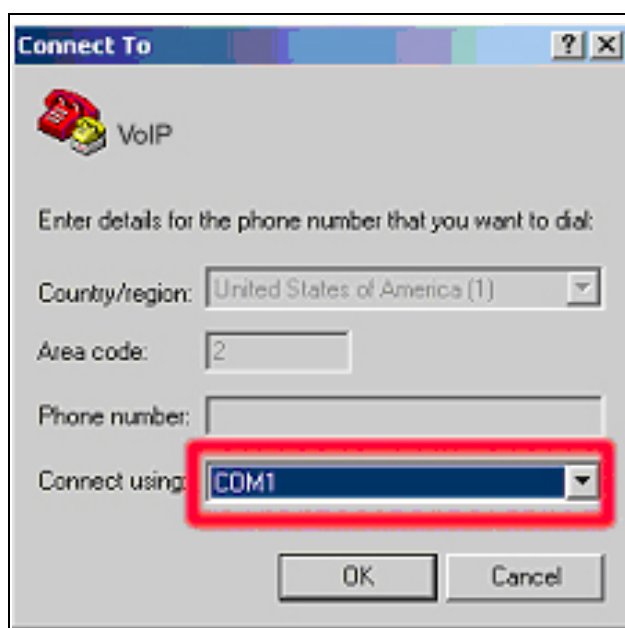 Connect To
VoIP
Enter details for the phone number that you want to dial:
Country/region: United States of America (1)
Area code: 2
Phone number:
Connect using: COM1
OK Cancel